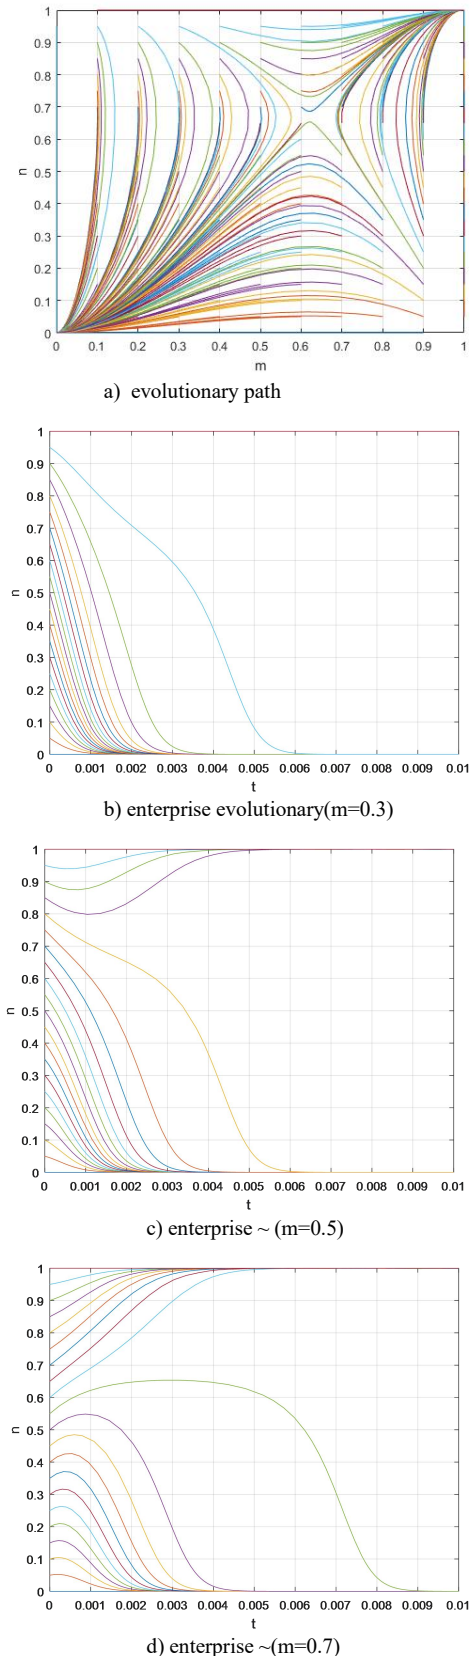 1
0.9
0.8
0.7
0.6
0.5
0.4
0.3
0.2
0.1
0
n
0 0.1 0.2 0.3 0.4 0.5 0.6 0.7 0.8 0.9 1
m
a) evolutionary path
1
0.9
0.8
0.7
0.6
0.5
0.4
0.3
0.2
0.1
0
n
0 0.001 0.002 0.003 0.004 0.005 0.006 0.007 0.008 0.009 0.01
t
b) enterprise evolutionary(m=0.3)
1
0.9
0.8
0.7
0.6
0.5
0.4
0.3
0.2
0.1
0
n
0 0.001 0.002 0.003 0.004 0.005 0.006 0.007 0.008 0.009 0.01
t
c) enterprise ~ (m=0.5)
1
0.9
0.8
0.7
0.6
0.5
0.4
0.3
0.2
0.1
0
n
0 0.001 0.002 0.003 0.004 0.005 0.006 0.007 0.008 0.009 0.01
t
d) enterprise ~(m=0.7)